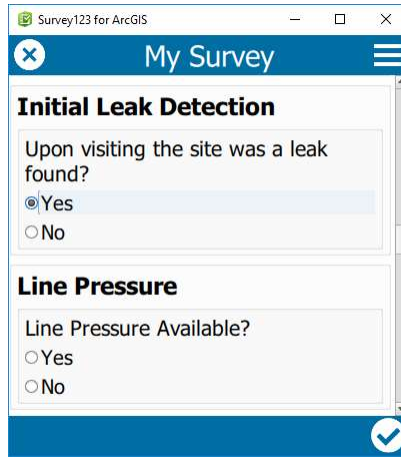 Survey123 for ArcGIS
My Survey
Initial Leak Detection
Upon visiting the site was a leak
found?
Yes
No
Line Pressure
Line Pressure Available?
Yes
No